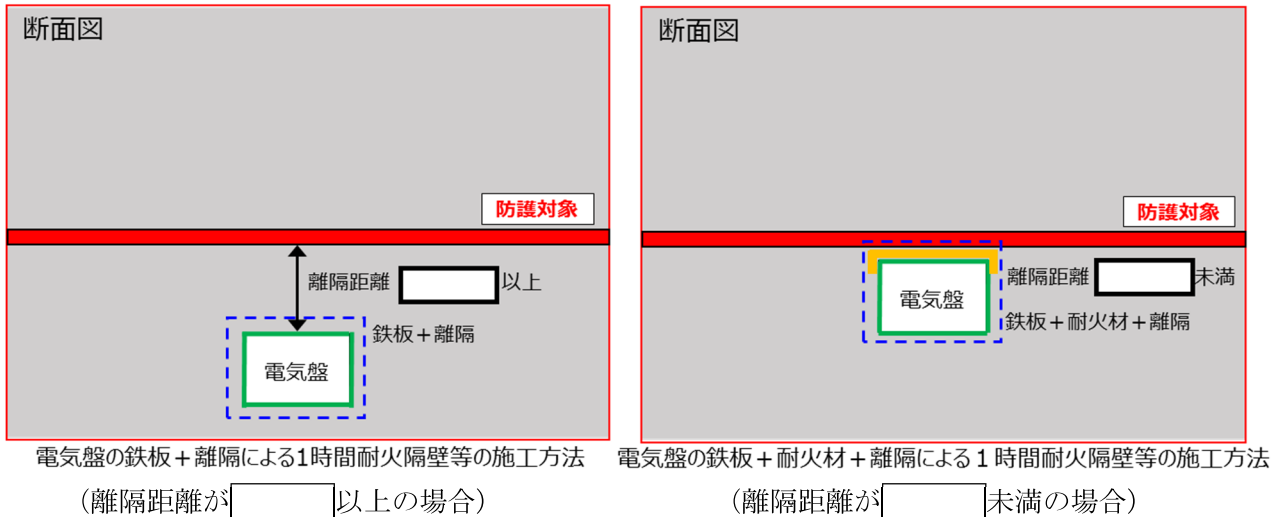 断面図
防護対象
離隔距離 以上
鉄板+離隔
電気盤
電気盤の鉄板+離隔による1時間耐火隔壁等の施工方法
(離隔距離が 以上の場合)
断面図
防護対象
離隔距離 未満
電気盤
鉄板+耐火材+離隔
電気盤の鉄板+耐火材+離隔による1時間耐火隔壁等の施工方法
(離隔距離が 未満の場合)